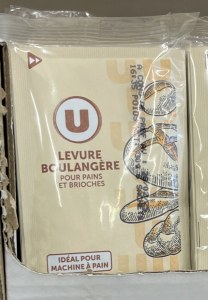 U
LEVURE
BOULANGÈRE
POUR PAINS
ET BRIOCHES
IDÉAL POUR
MACHINE À PAIN